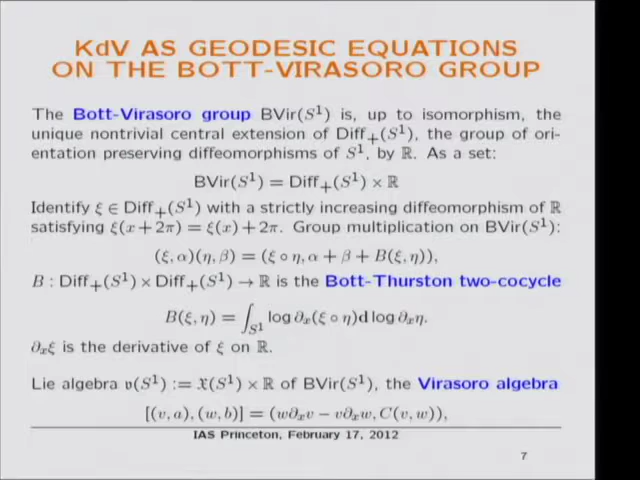 KdV AS GEODESIC EQUATIONS
ON THE BOTT-VIRASORO GROUP
The Bott-Virasoro group BVir(S¹) is, up to isomorphism, the
unique nontrivial central extension of Diff₊(S¹), the group of ori-
entation preserving diffeomorphisms of S¹, by ℝ. As a set:
BVir(S¹) = Diff₊(S¹) × ℝ
Identify ξ ∈ Diff₊(S¹) with a strictly increasing diffeomorphism of ℝ
satisfying ξ(x + 2π) = ξ(x) + 2π. Group multiplication on BVir(S¹):
(ξ, α)(η, β) = (ξ ∘ η, α + β + B(ξ, η)),
B : Diff₊(S¹) × Diff₊(S¹) → ℝ is the Bott-Thurston two-cocycle
B(ξ, η) = ∫_{S¹} log ∂ₓ(ξ ∘ η)d log ∂ₓη.
∂ₓξ is the derivative of ξ on ℝ.
Lie algebra 𝔳(S¹) := 𝔛(S¹) × ℝ of BVir(S¹), the Virasoro algebra
[(v, a), (w, b)] = (w∂ₓv − v∂ₓw, C(v, w)),
IAS Princeton, February 17, 2012
7